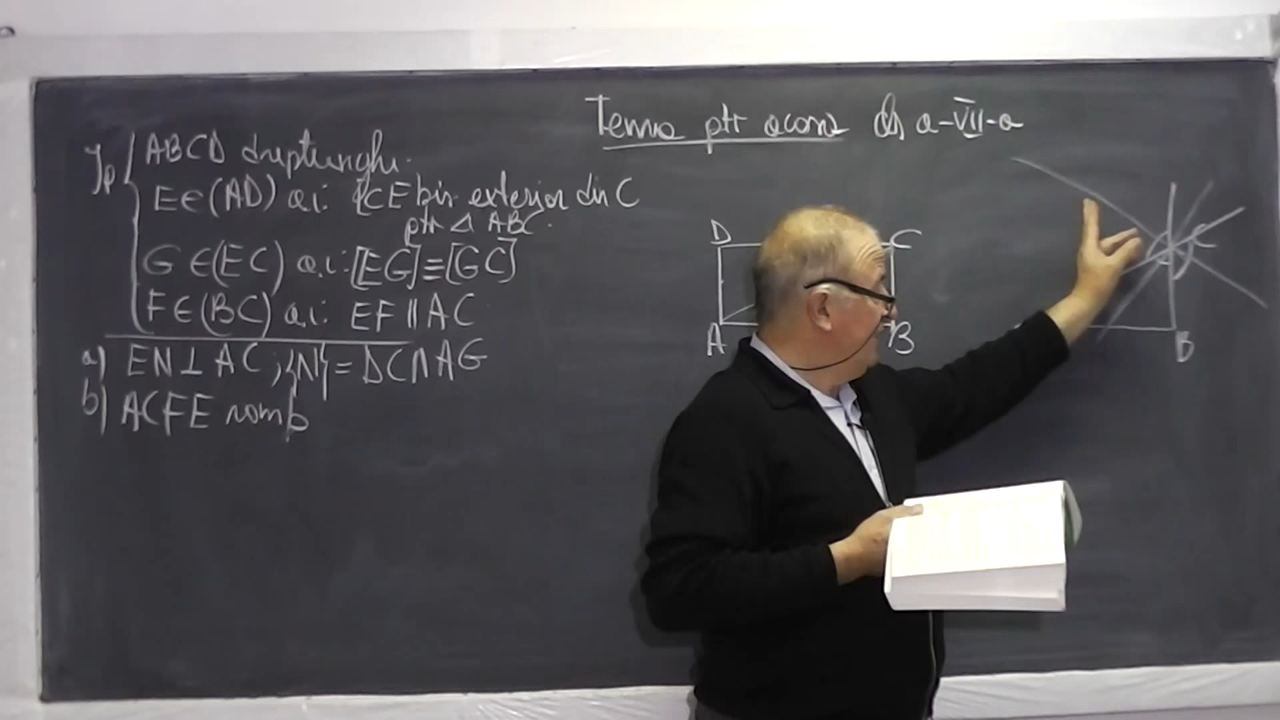 Tema ptr acasă cls a-VII-a
Ip ABCD dreptunghi.
E∈(AD) a.i: [CE bis. exterior din C
ptr △ ABC.
G∈(EC) a.i: [EG]≡[GC]
F∈(BC) a.i: EF ∥ AC
a) EN⊥AC; {N}=DC∩AG
b) ACFE romb
D C
A B
C
B